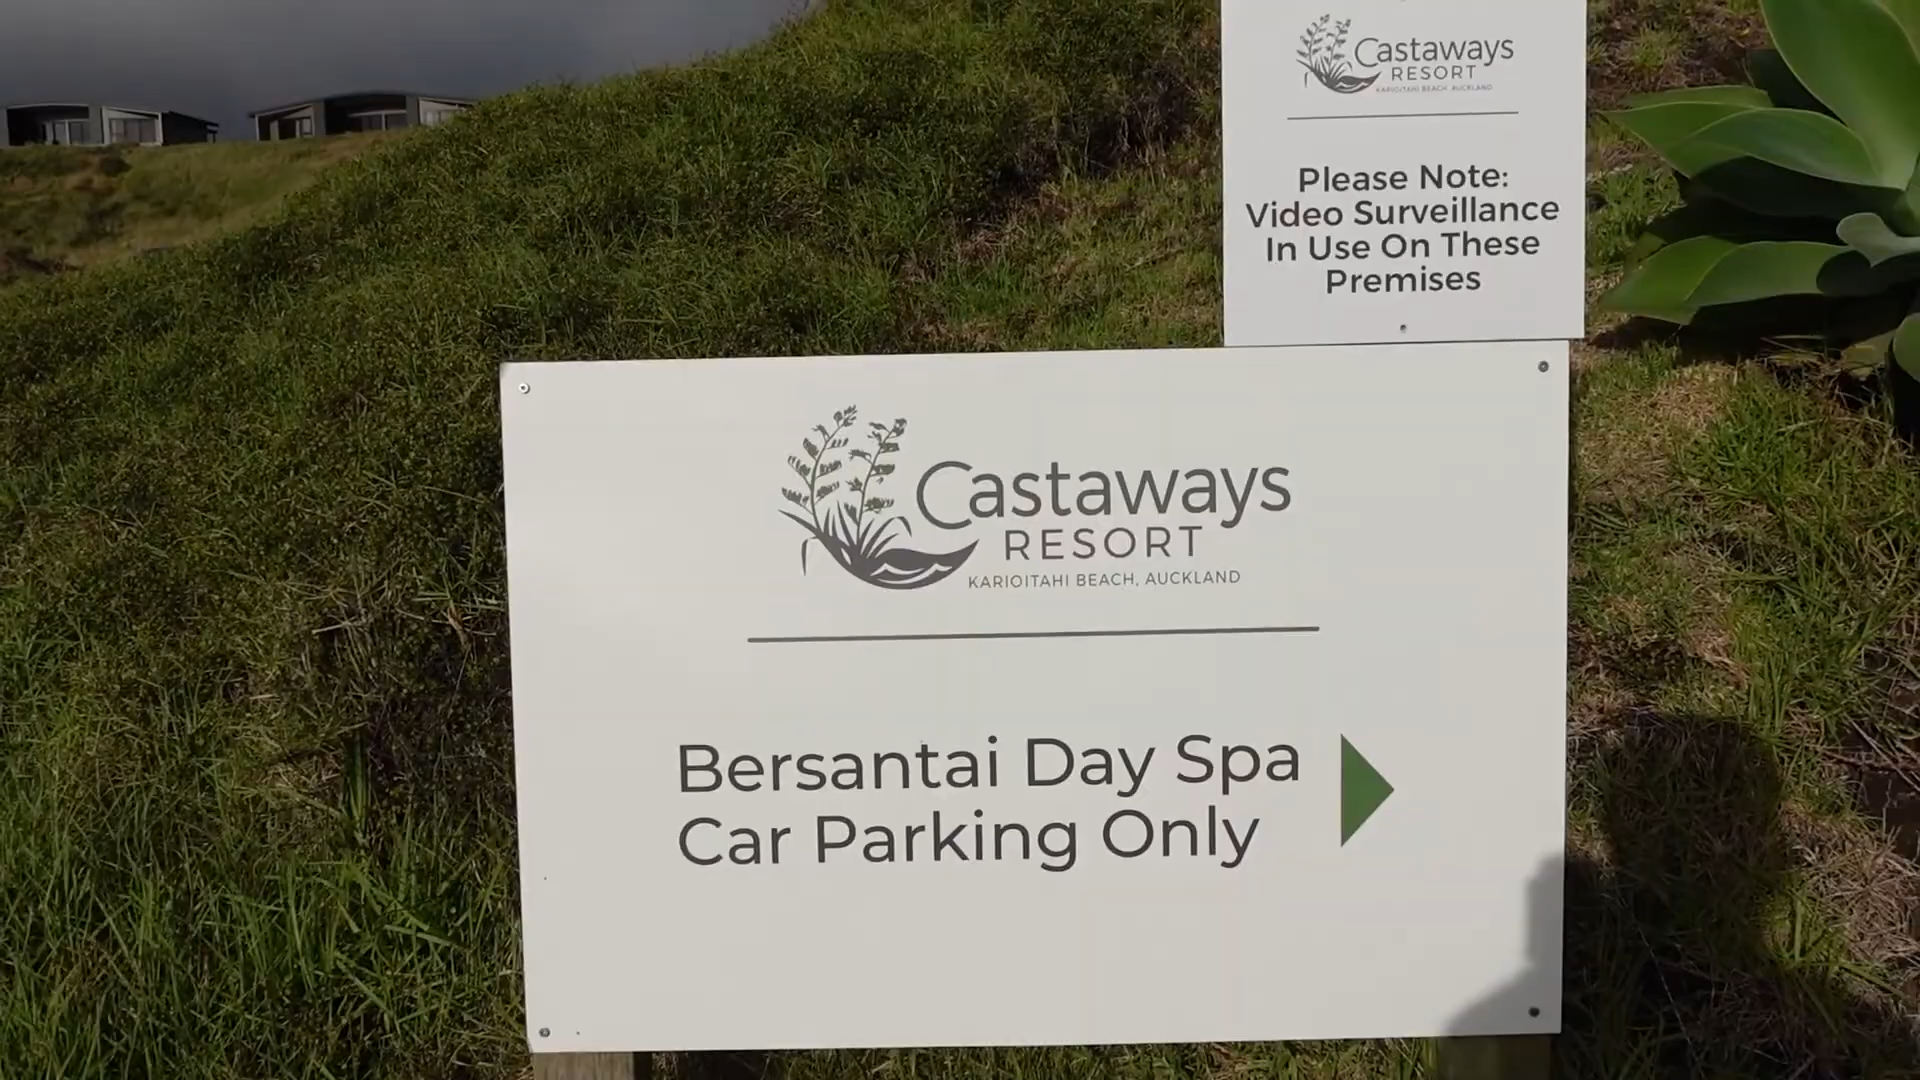 Castaways
RESORT
KARIOITAHI BEACH, AUCKLAND
Please Note:
Video Surveillance
In Use On These
Premises
Castaways
RESORT
KARIOITAHI BEACH, AUCKLAND
Bersantai Day Spa
Car Parking Only